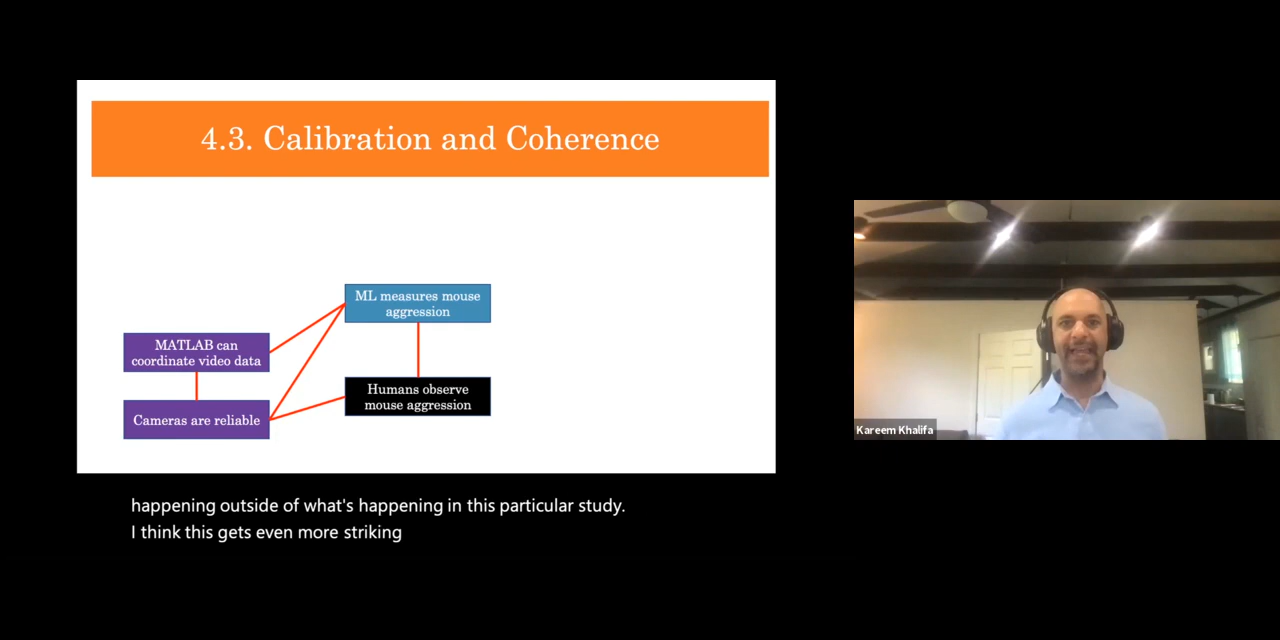 4.3. Calibration and Coherence
ML measures mouse
aggression
MATLAB can
coordinate video data
Humans observe
mouse aggression
Cameras are reliable
Kareem Khalifa
happening outside of what's happening in this particular study.
I think this gets even more striking